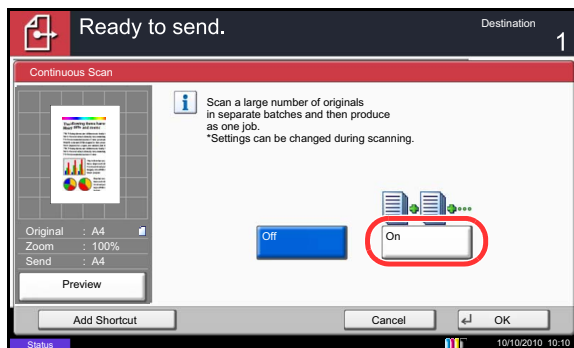 Ready to send.
Destination
1
Continuous Scan
Scan a large number of originals
in separate batches and then produce
as one job.
*Settings can be changed during scanning.
Original : A4
Zoom : 100%
Send : A4
Preview
Off
On
Add Shortcut
Cancel
OK
Status
10/10/2010 10:10